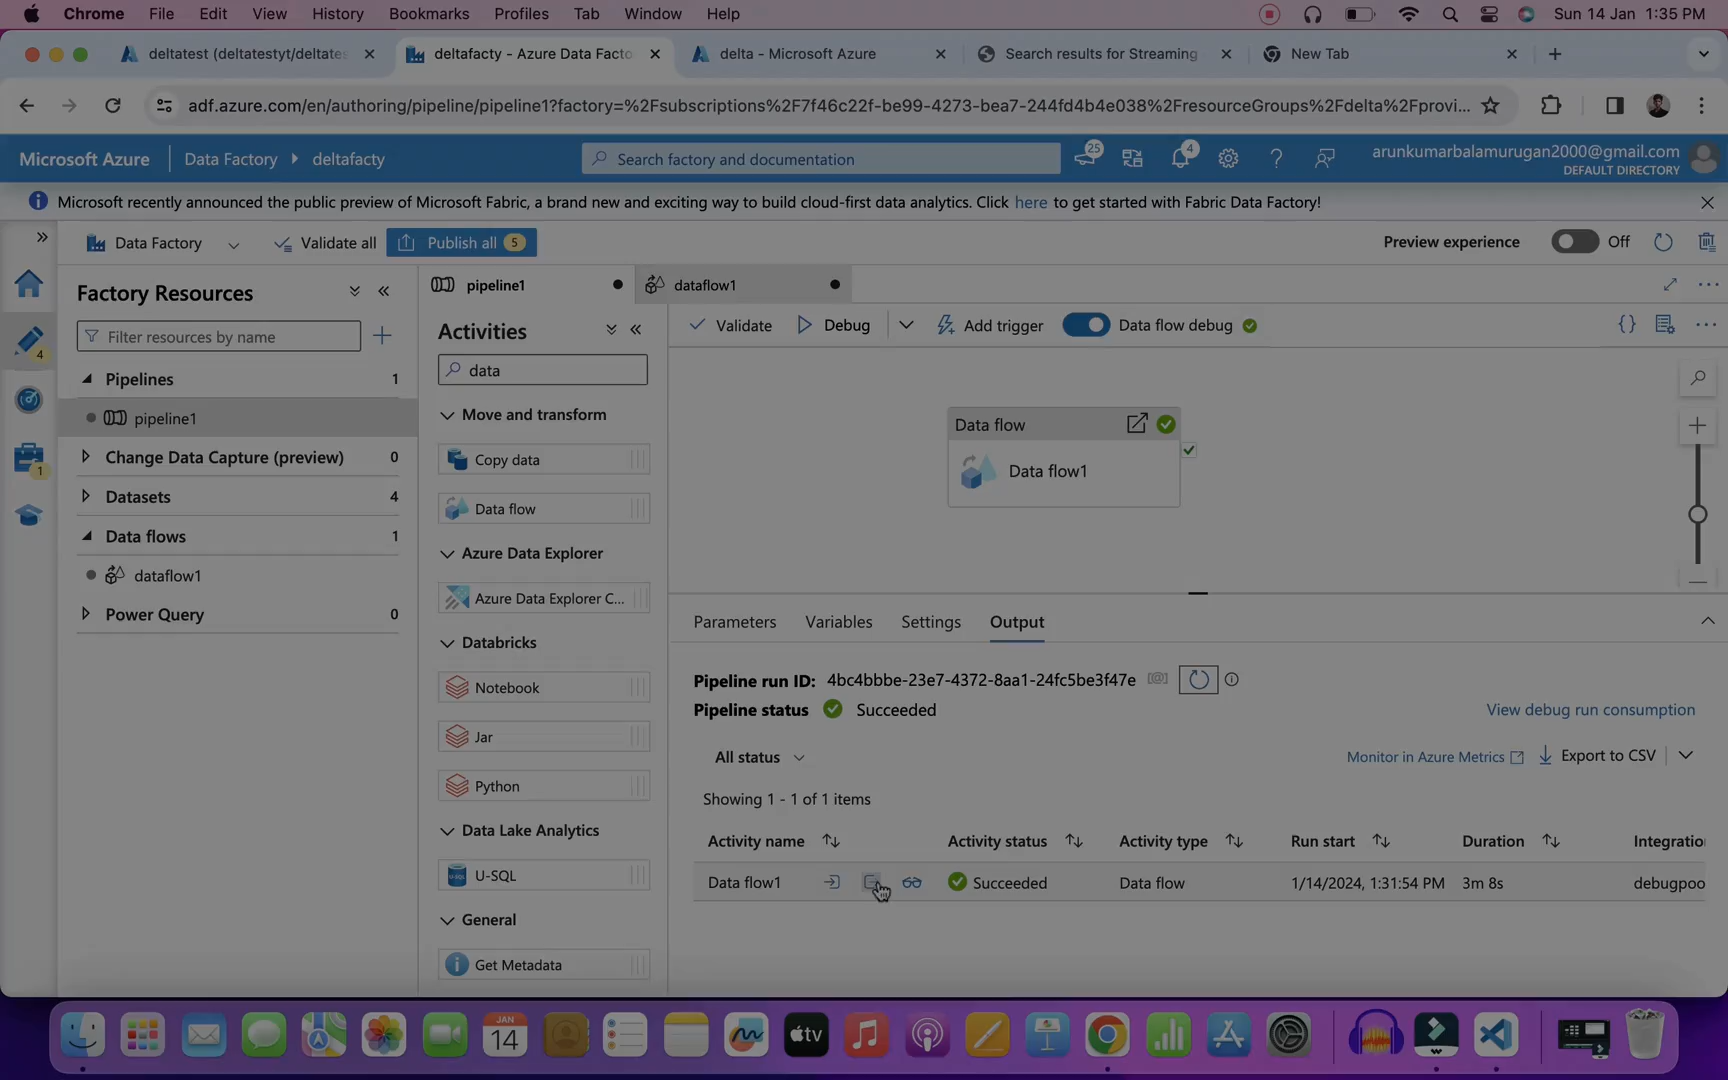 Chrome File Edit View History Bookmarks Profiles Tab Window Help Sun 14 Jan 1:35 PM
deltatest (deltatestyt/deltates deltafacty - Azure Data Facto delta - Microsoft Azure Search results for Streaming New Tab
adf.azure.com/en/authoring/pipeline/pipeline1?factory=%2Fsubscriptions%2F7f46c22f-be99-4273-bea7-244fd4b4e038%2FresourceGroups%2Fdelta%2Fprovi...
Microsoft Azure Data Factory deltafacty Search factory and documentation 25 4 arunkumarbalamurugan2000@gmail.com
DEFAULT DIRECTORY
Microsoft recently announced the public preview of Microsoft Fabric, a brand new and exciting way to build cloud-first data analytics. Click here to get started with Fabric Data Factory!
Data Factory Validate all Publish all 5 Preview experience Off
Factory Resources
Filter resources by name
Pipelines 1
pipeline1
Change Data Capture (preview) 0
Datasets 4
Data flows 1
dataflow1
Power Query 0
4
1
pipeline1 dataflow1
Activities
data
Move and transform
Copy data
Data flow
Azure Data Explorer
Azure Data Explorer C...
Databricks
Notebook
Jar
Python
Data Lake Analytics
U-SQL
General
Get Metadata
Validate Debug Add trigger Data flow debug
Data flow
Data flow1
Parameters Variables Settings Output
Pipeline run ID: 4bc4bbbe-23e7-4372-8aa1-24fc5be3f47e
Pipeline status Succeeded View debug run consumption
All status Monitor in Azure Metrics Export to CSV
Showing 1 - 1 of 1 items
Activity name Activity status Activity type Run start Duration Integratio
Data flow1 Succeeded Data flow 1/14/2024, 1:31:54 PM 3m 8s debugpoo
JAN
14
tv